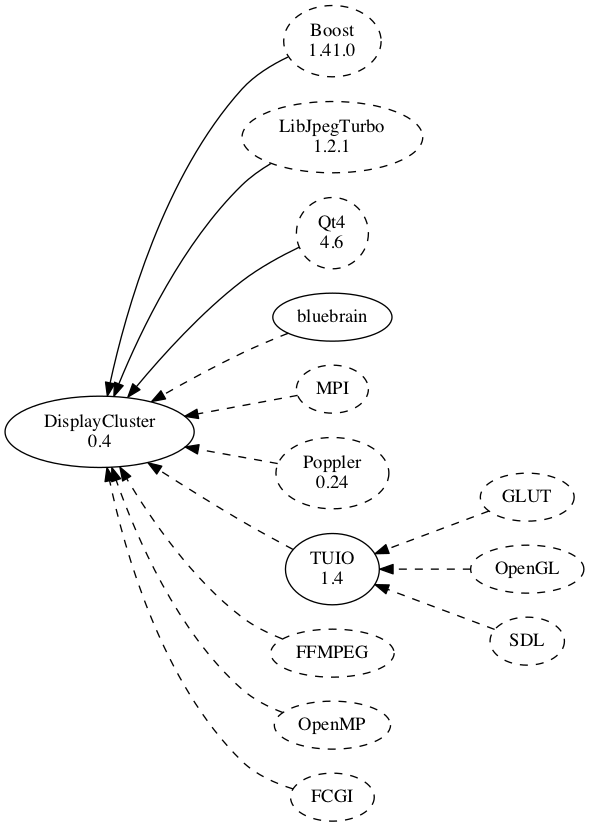 Boost
1.41.0
LibJpegTurbo
1.2.1
Qt4
4.6
bluebrain
MPI
DisplayCluster
0.4
Poppler
0.24
GLUT
TUIO
1.4
OpenGL
SDL
FFMPEG
OpenMP
FCGI